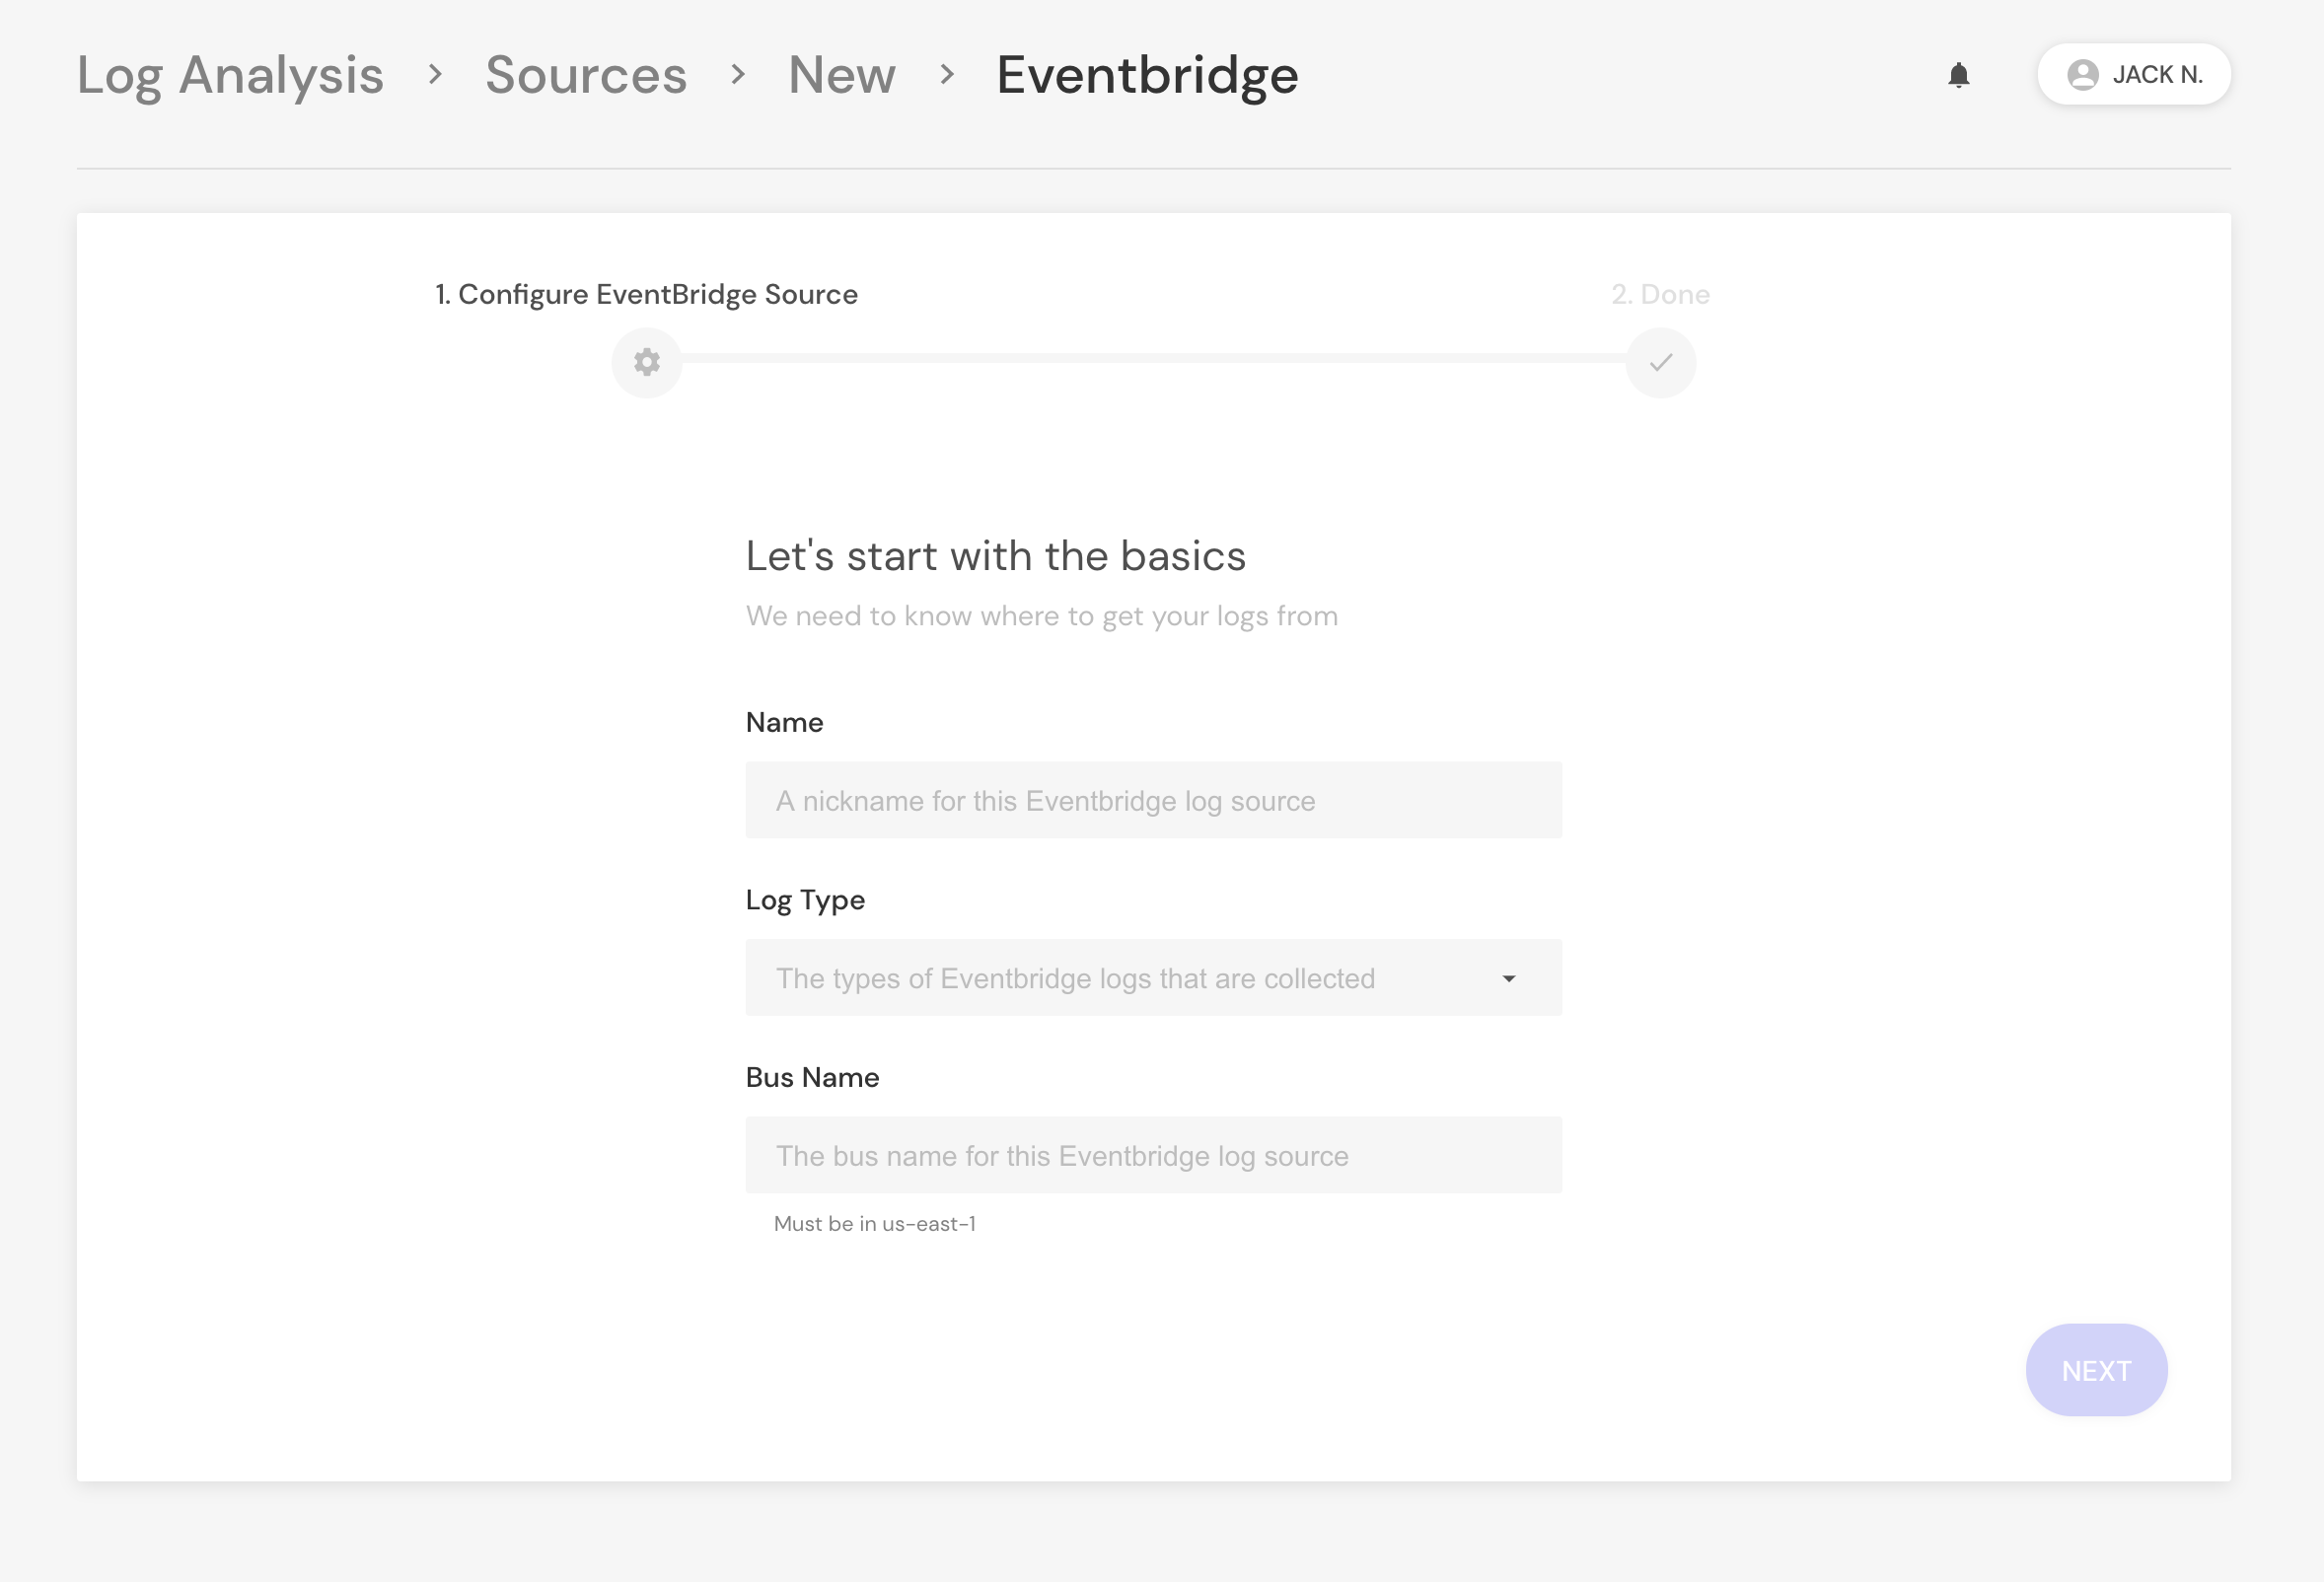 Log Analysis > Sources > New > Eventbridge
JACK N.
1. Configure EventBridge Source
2. Done
Let's start with the basics
We need to know where to get your logs from
Name
A nickname for this Eventbridge log source
Log Type
The types of Eventbridge logs that are collected
Bus Name
The bus name for this Eventbridge log source
Must be in us-east-1
NEXT